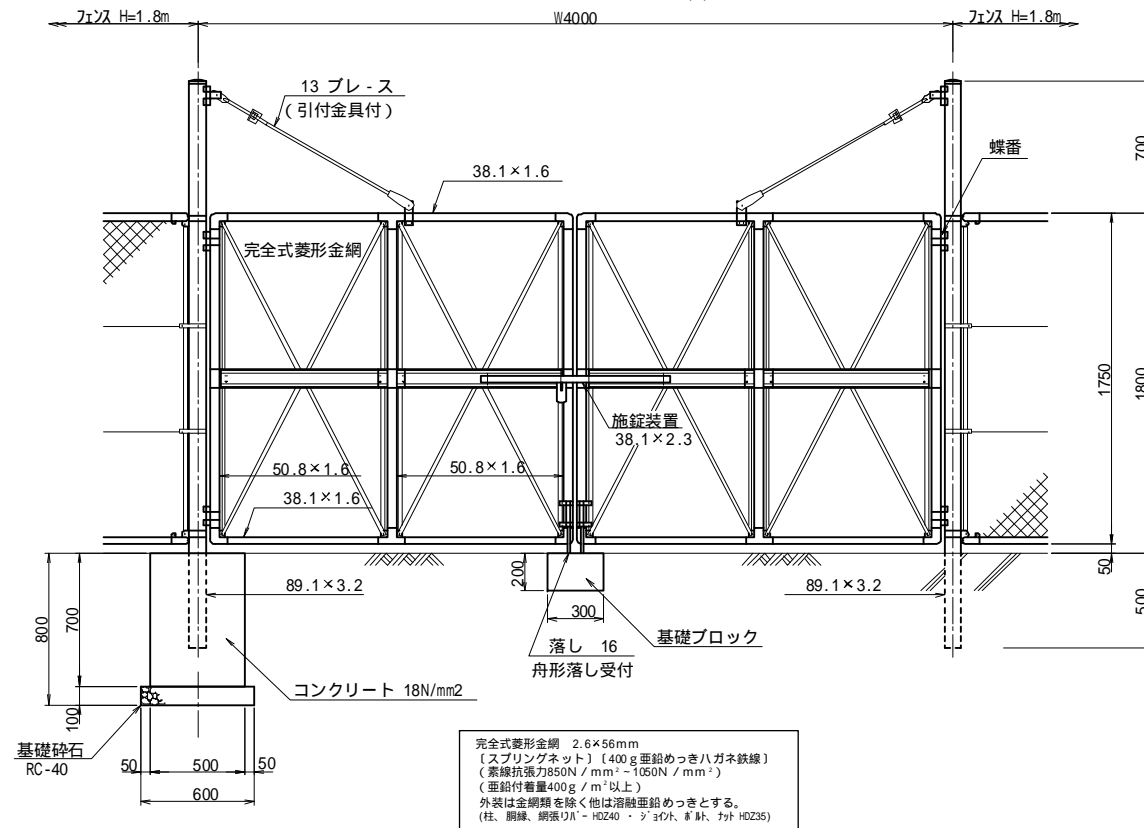 フェンス H=1.8m
W4000
フェンス H=1.8m
13 ブレ-ス
(引付金具付)
蝶番
700
38.1×1.6
完全式菱形金網
1750
1800
施錠装置
38.1×2.3
50.8×1.6
50.8×1.6
38.1×1.6
50
200
89.1×3.2
89.1×3.2
500
300
800
700
落し 16
舟形落し受付
基礎ブロック
コンクリート 18N/mm2
100
基礎砕石
RC-40
50
500
50
600
完全式菱形金網 2.6×56mm
〔スプリングネット〕〔400g亜鉛めっきハガネ鉄線〕
(素線抗張力850N/mm²~1050N/mm²)
(亜鉛付着量400g/m²以上)
外装は金網類を除く他は溶融亜鉛めっきとする。
(柱、胴縁、網張リバー HDZ40 ・ ジョイント、ボルト、ナット HDZ35)